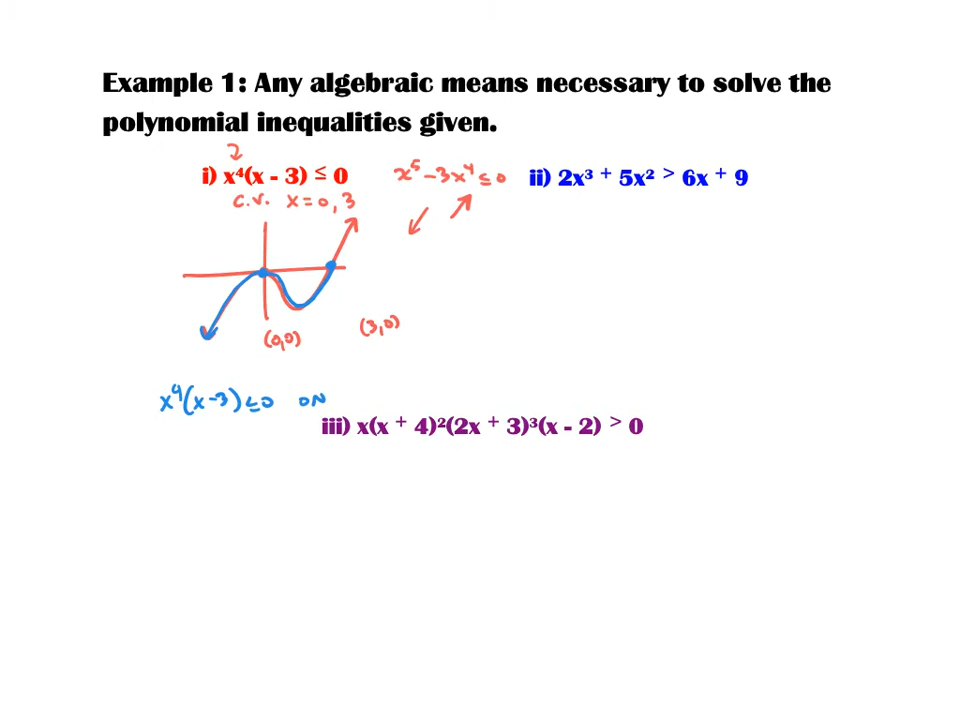 Example 1: Any algebraic means necessary to solve the
polynomial inequalities given.
i) x⁴(x - 3) ≤ 0
x⁵ - 3x⁴ ≤ 0
ii) 2x³ + 5x² > 6x + 9
C.V. x = 0, 3
(0,0)
(3,0)
x⁴(x-3) ≤ 0 ON
iii) x(x + 4)²(2x + 3)³(x - 2) > 0